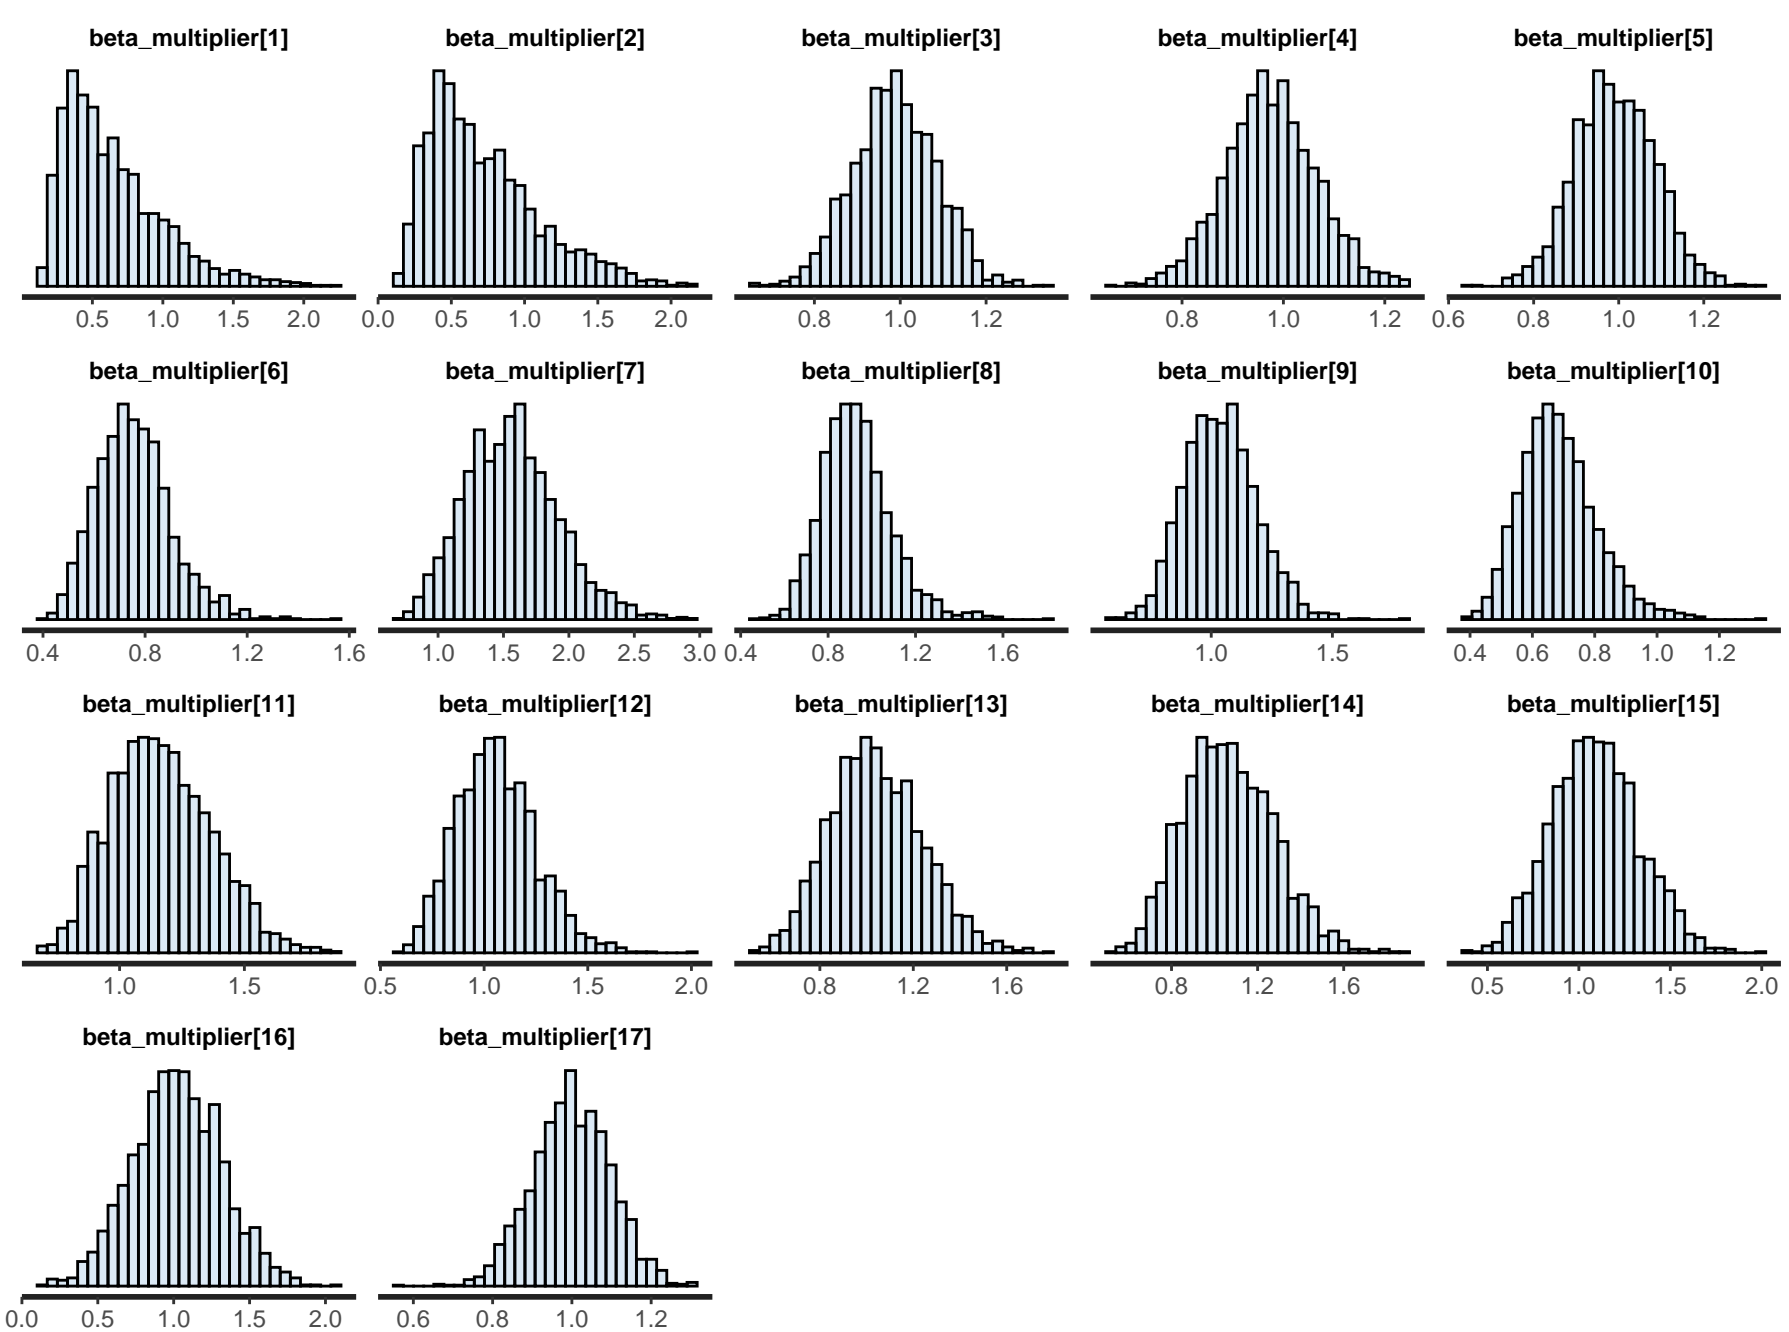 beta_multiplier[1] beta_multiplier[2] beta_multiplier[3] beta_multiplier[4] beta_multiplier[5]
0.5 1.0 1.5 2.0 0.0 0.5 1.0 1.5 2.0 0.8 1.0 1.2 0.8 1.0 1.2 0.6 0.8 1.0 1.2
beta_multiplier[6] beta_multiplier[7] beta_multiplier[8] beta_multiplier[9] beta_multiplier[10]
0.4 0.8 1.2 1.6 1.0 1.5 2.0 2.5 3.0 0.4 0.8 1.2 1.6 1.0 1.5 0.4 0.6 0.8 1.0 1.2
beta_multiplier[11] beta_multiplier[12] beta_multiplier[13] beta_multiplier[14] beta_multiplier[15]
1.0 1.5 0.5 1.0 1.5 2.0 0.8 1.2 1.6 0.8 1.2 1.6 0.5 1.0 1.5 2.0
beta_multiplier[16] beta_multiplier[17]
0.0 0.5 1.0 1.5 2.0 0.6 0.8 1.0 1.2